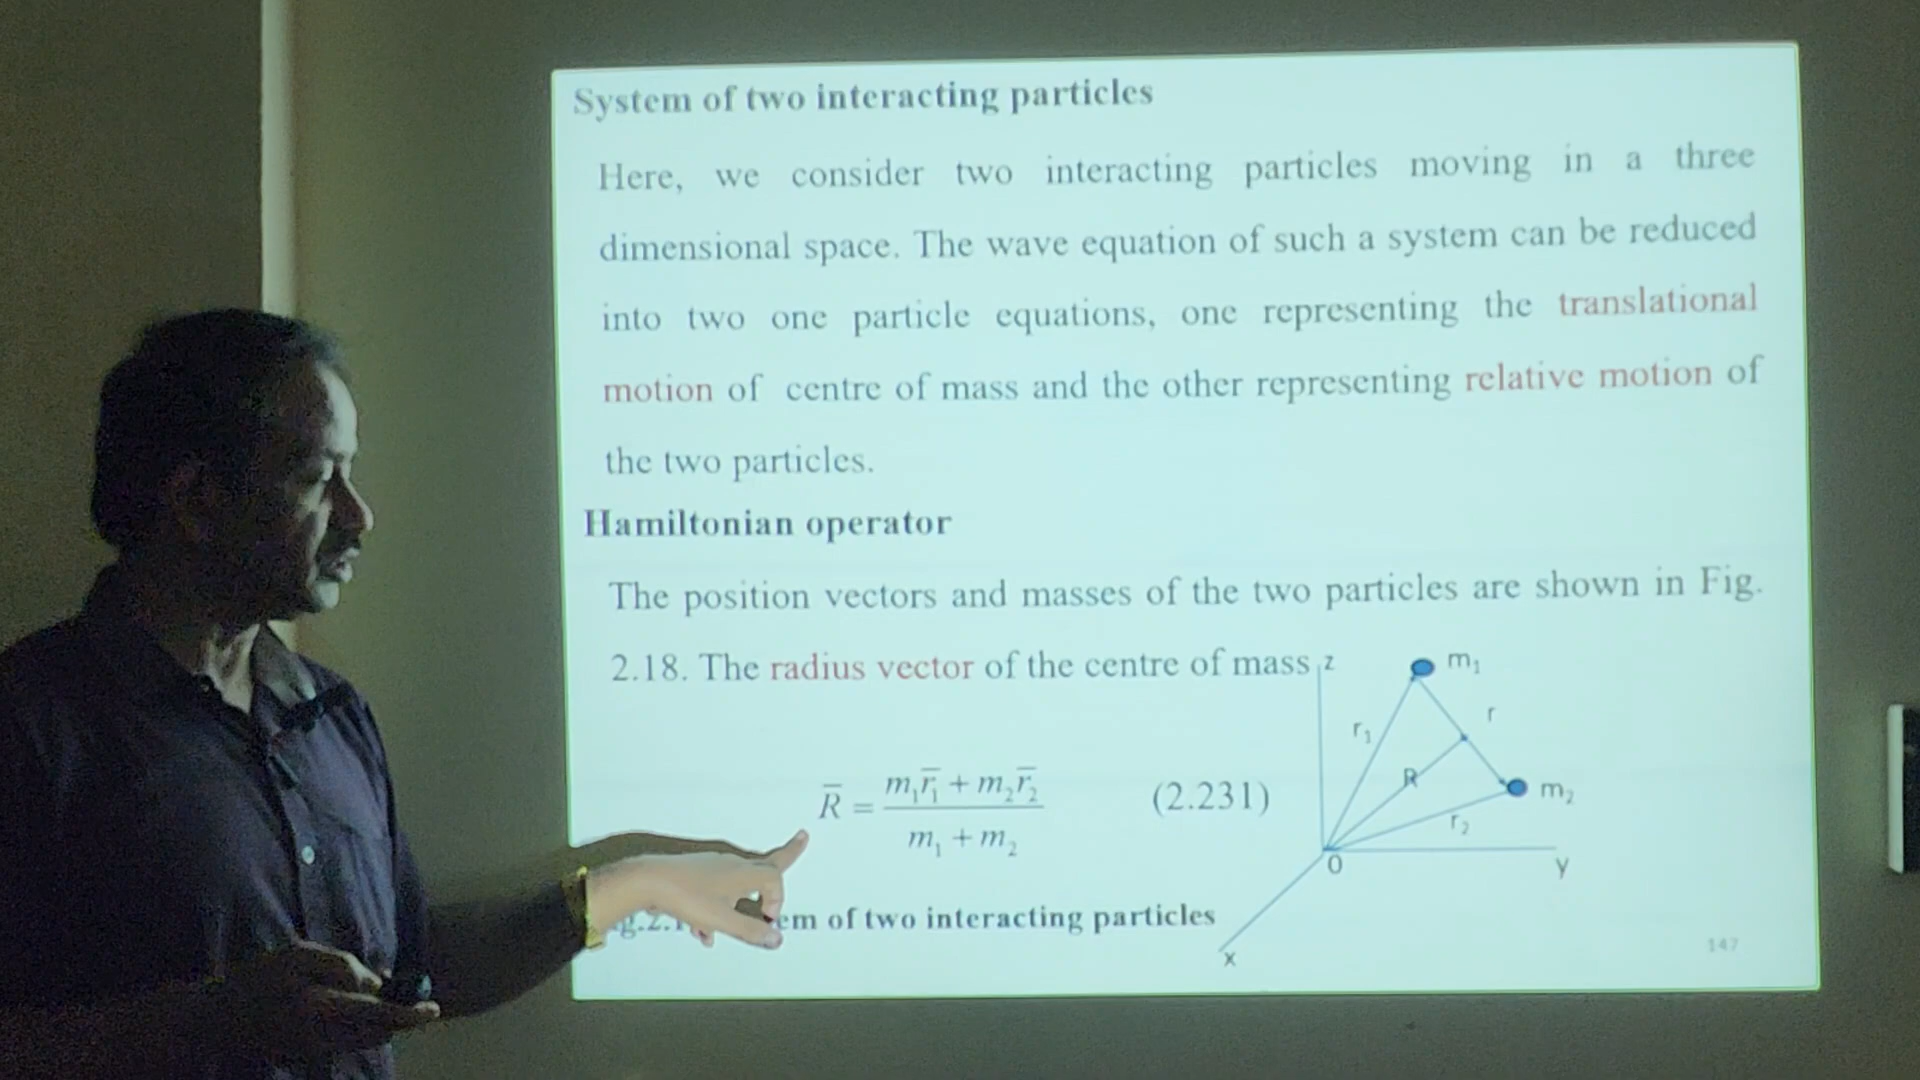 System of two interacting particles
Here, we consider two interacting particles moving in a three
dimensional space. The wave equation of such a system can be reduced
into two one particle equations, one representing the translational
motion of centre of mass and the other representing relative motion of
the two particles.
Hamiltonian operator
The position vectors and masses of the two particles are shown in Fig.
2.18. The radius vector of the centre of mass
z
m₁
r₁
r
R
m₂
r₂
O
y
x
R̅ = (m₁r̅₁ + m₂r̅₂) / (m₁ + m₂) (2.231)
of two interacting particles
147